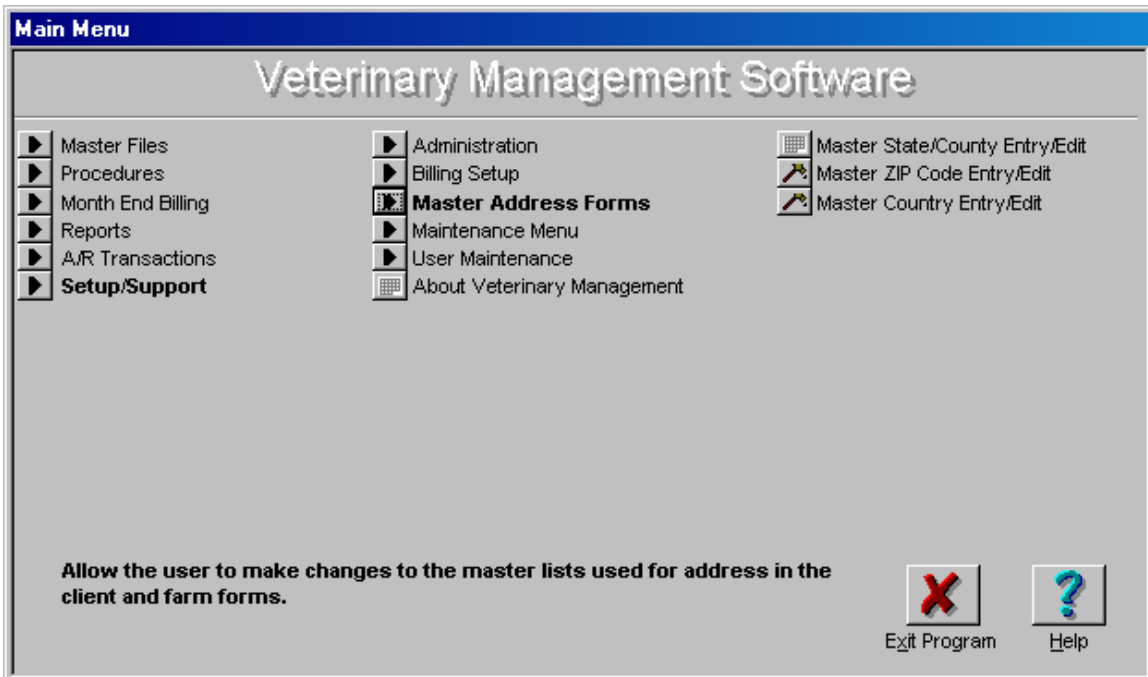 Main Menu
Veterinary Management Software
Master Files
Procedures
Month End Billing
Reports
A/R Transactions
Setup/Support
Administration
Billing Setup
Master Address Forms
Maintenance Menu
User Maintenance
About Veterinary Management
Master State/County Entry/Edit
Master ZIP Code Entry/Edit
Master Country Entry/Edit
Allow the user to make changes to the master lists used for address in the
client and farm forms.
Exit Program
Help